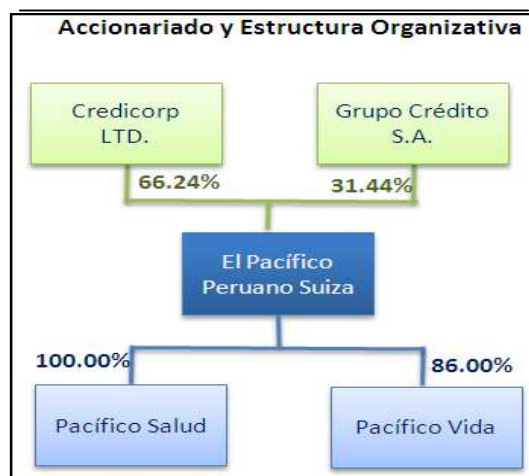 Accionariado y Estructura Organizativa
Credicorp
LTD.
Grupo Crédito
S.A.
66.24%
31.44%
El Pacífico
Peruano Suiza
100.00%
86.00%
Pacífico Salud
Pacífico Vida